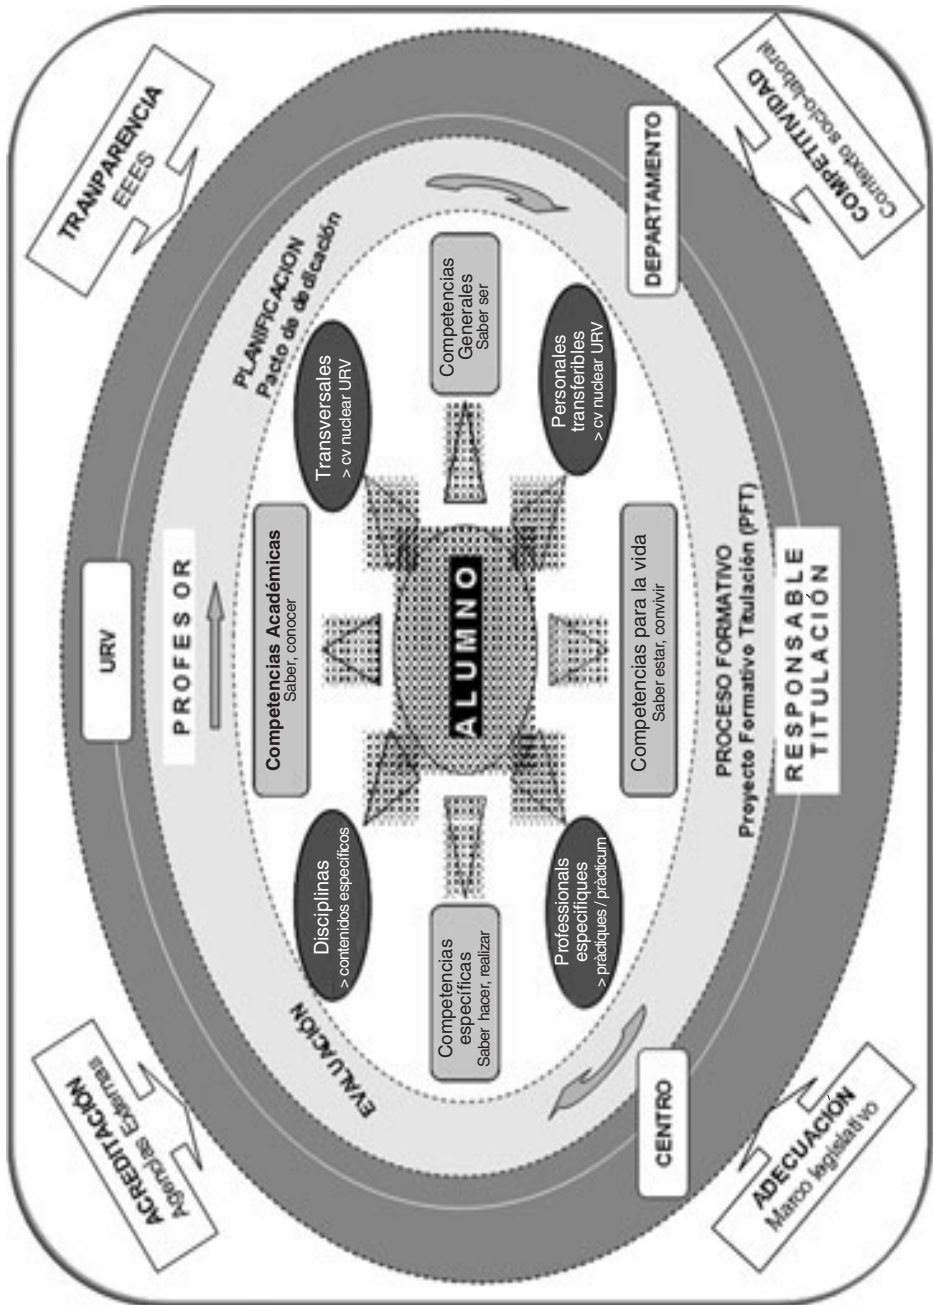 ACREDITACIÓN
Agencias Externas
URV
TRANPARENCIA
EEES
PROFESOR
EVALUACIÓN
PLANIFICACION
Pacto de dedicación
Competencias Académicas
Saber, conocer
Disciplinas
> contenidos específicos
Transversales
> cv nuclear URV
Competencias
específicas
Saber hacer, realizar
ALUMNO
Competencias
Generales
Saber ser
Professionals
especifiques
> pràctiques / pràcticum
Personales
transferibles
> cv nuclear URV
Competencias para la vida
Saber estar, convivir
CENTRO
DEPARTAMENTO
PROCESO FORMATIVO
Proyecto Formativo Titulación (PFT)
RESPONSABLE
TITULACIÓN
ADECUACIÓN
Marco legislativo
COMPETITIVIDAD
Contexto socio-laboral